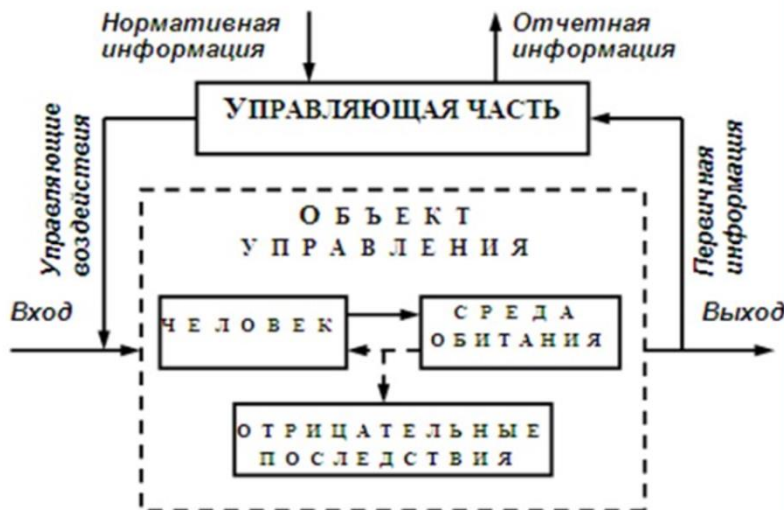 Нормативная
информация
Отчетная
информация
УПРАВЛЯЮЩАЯ ЧАСТЬ
Управляющие
воздействия
Первичная
информация
ОБЪЕКТ
УПРАВЛЕНИЯ
Вход
ЧЕЛОВЕК
СРЕДА
ОБИТАНИЯ
Выход
ОТРИЦАТЕЛЬНЫЕ
ПОСЛЕДСТВИЯ